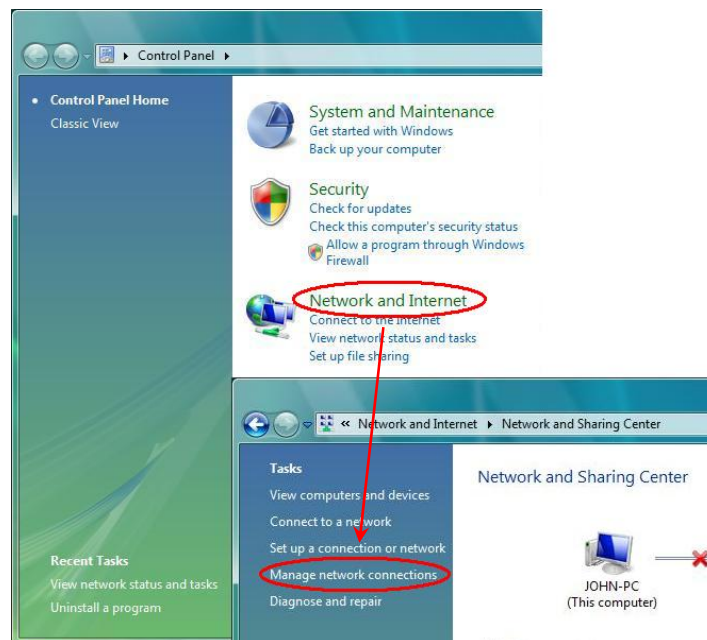 Control Panel
Control Panel Home
Classic View
System and Maintenance
Get started with Windows
Back up your computer
Security
Check for updates
Check this computer's security status
Allow a program through Windows
Firewall
Network and Internet
Connect to the Internet
View network status and tasks
Set up file sharing
Recent Tasks
View network status and tasks
Uninstall a program
« Network and Internet Network and Sharing Center
Tasks
View computers and devices
Connect to a network
Set up a connection or network
Manage network connections
Diagnose and repair
Network and Sharing Center
JOHN-PC
(This computer)